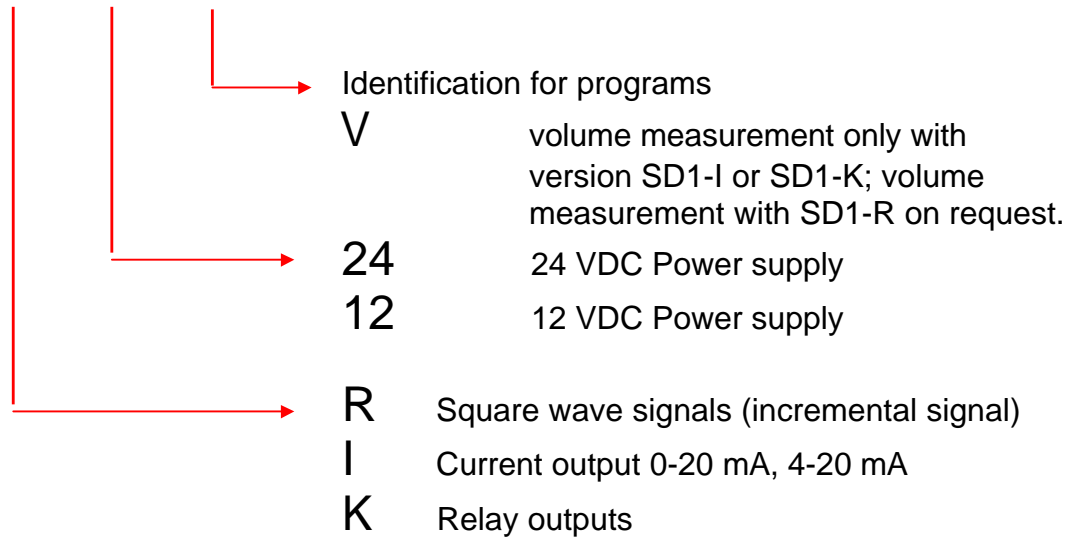 Identification for programs
V volume measurement only with
version SD1-I or SD1-K; volume
measurement with SD1-R on request.
24 24 VDC Power supply
12 12 VDC Power supply
R Square wave signals (incremental signal)
I Current output 0-20 mA, 4-20 mA
K Relay outputs